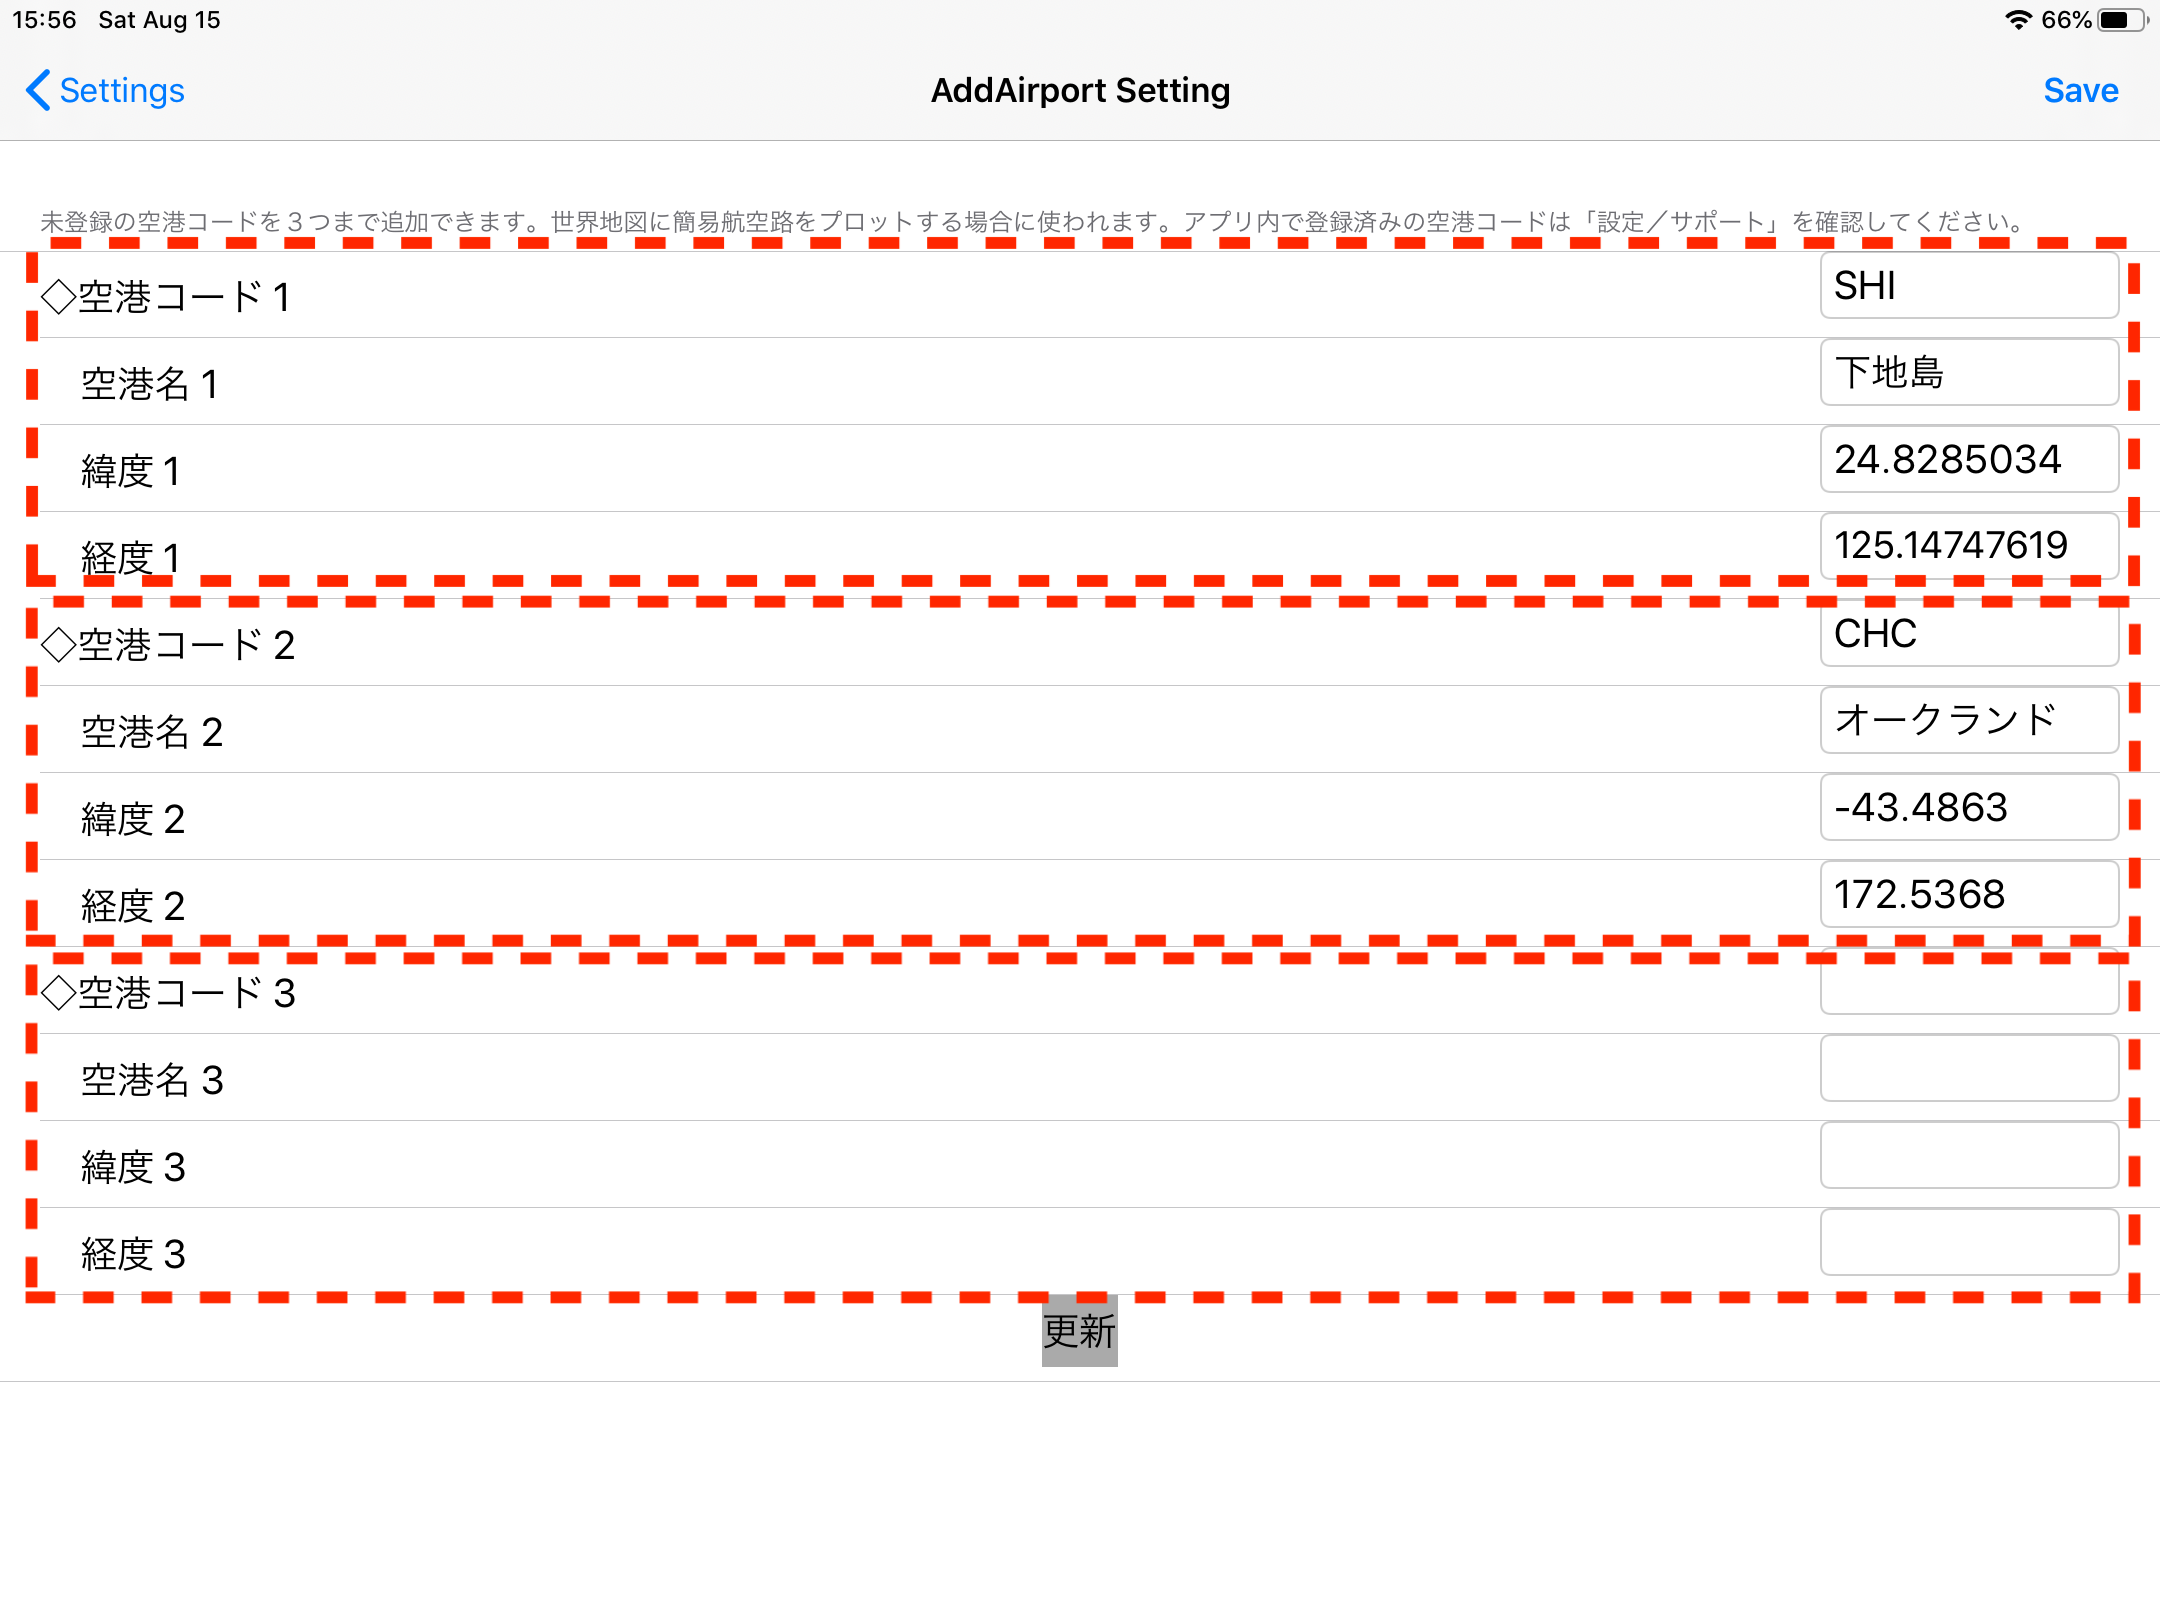 15:56 Sat Aug 15 66%
Settings AddAirport Setting Save
未登録の空港コードを３つまで追加できます。世界地図に簡易航空路をプロットする場合に使われます。アプリ内で登録済みの空港コードは「設定／サポート」を確認してください。
◇空港コード 1 SHI
空港名 1 下地島
緯度 1 24.8285034
経度 1 125.14747619
◇空港コード 2 CHC
空港名 2 オークランド
緯度 2 -43.4863
経度 2 172.5368
◇空港コード 3
空港名 3
緯度 3
経度 3
更新